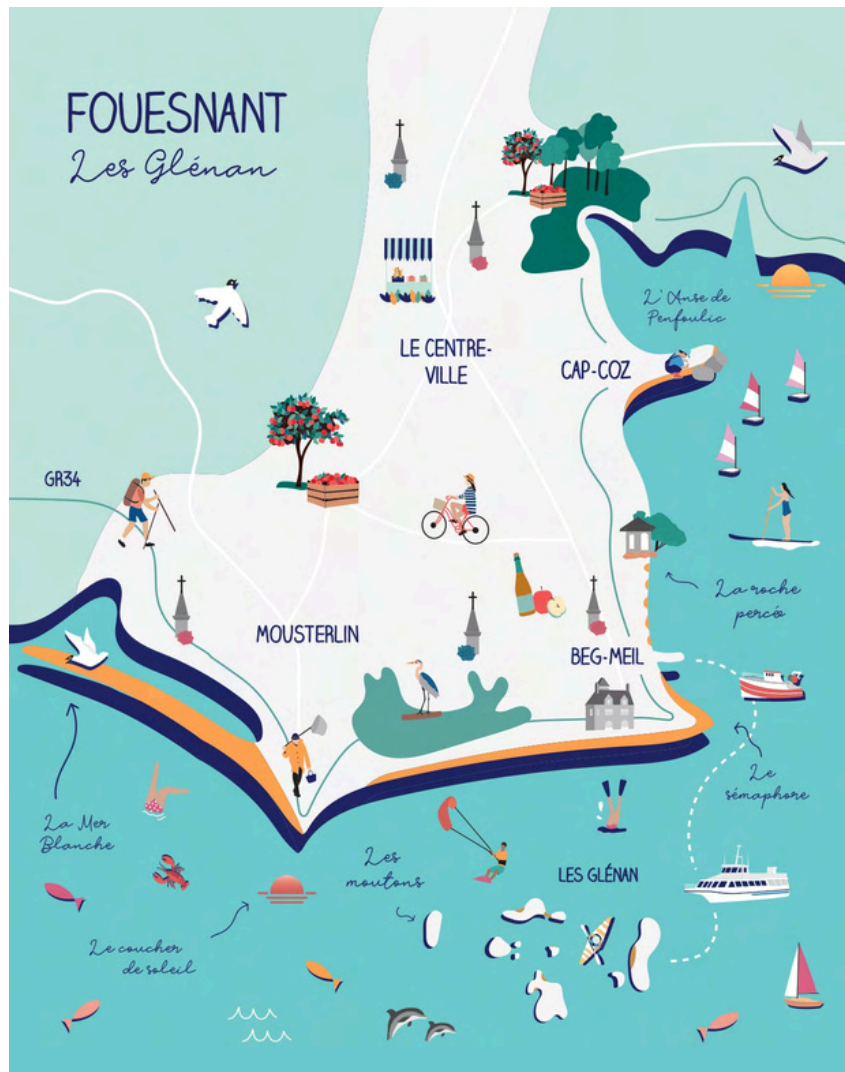 FOUESNANT
Les Glénan
L'Anse de
Penfoulic
LE CENTRE-
VILLE
CAP-COZ
GR34
La roche
percée
MOUSTERLIN
BEG-MEIL
Le
sémaphore
La Mer
Blanche
Les
moutons
LES GLÉNAN
Le coucher
de soleil